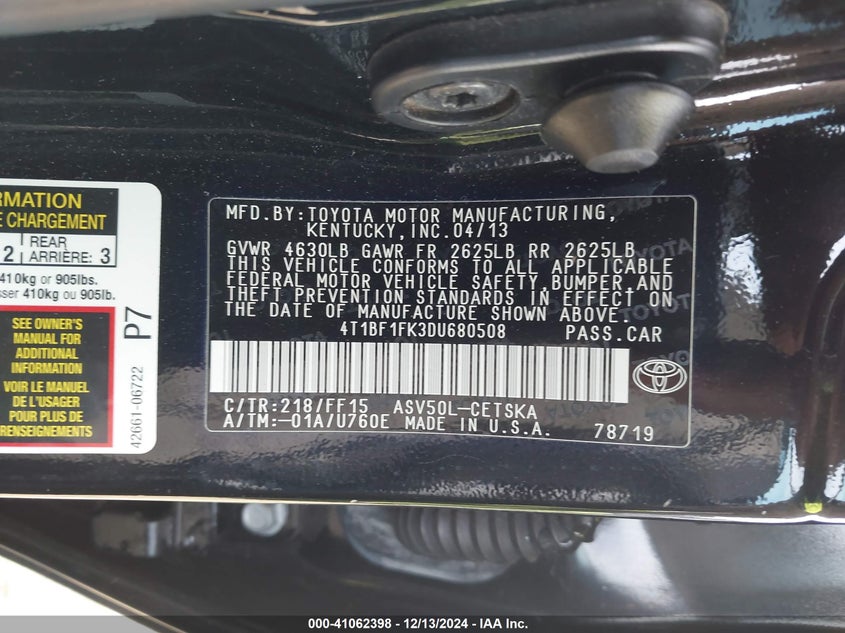 RMATION
E CHARGEMENT
2 REAR ARRIÈRE: 3
410kg or 905lbs.
sser 410kg ou 905lb.
SEE OWNER'S
MANUAL FOR
ADDITIONAL
INFORMATION
VOIR LE MANUEL
DE L'USAGER
POUR PLUS DE
RENSEIGNEMENTS
P7
42661-06722
MFD.BY:TOYOTA MOTOR MANUFACTURING,
KENTUCKY,INC.04/13
GVWR 4630LB GAWR FR 2625LB RR 2625LB
THIS VEHICLE CONFORMS TO ALL APPLICABLE
FEDERAL MOTOR VEHICLE SAFETY,BUMPER,AND
THEFT PREVENTION STANDARDS IN EFFECT ON
THE DATE OF MANUFACTURE SHOWN ABOVE.
4T1BF1FK3DU680508 PASS.CAR
C/TR:218/FF15 ASV50L-CETSKA
A/TM:-01A/U760E MADE IN U.S.A. 78719
000-41062398 - 12/13/2024 - IAA Inc.